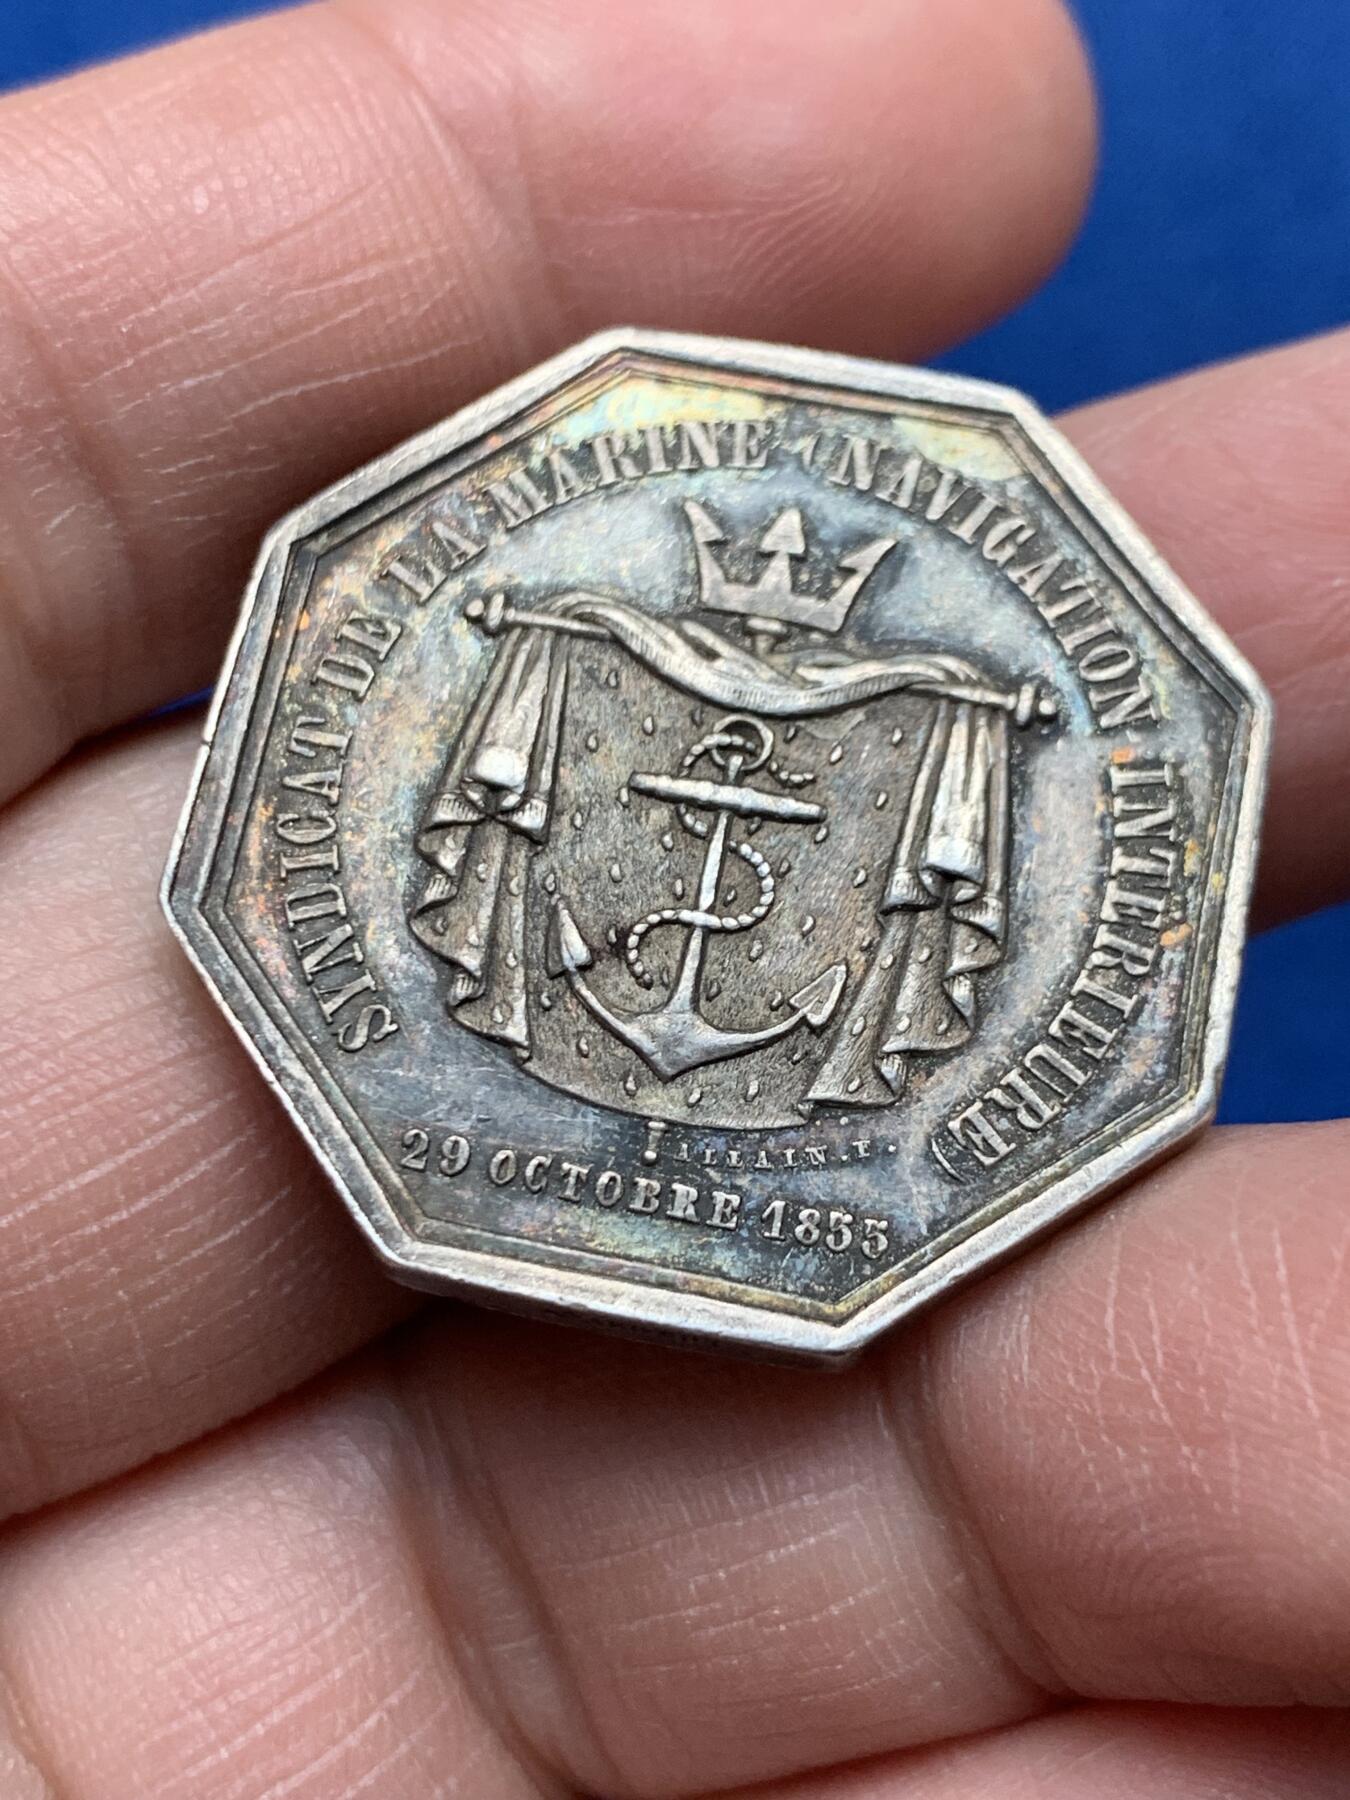 SYNDICAT DE LA MARINE (NAVIGATION INTERIEURE)
ALLAIN.F.
29 OCTOBRE 1855